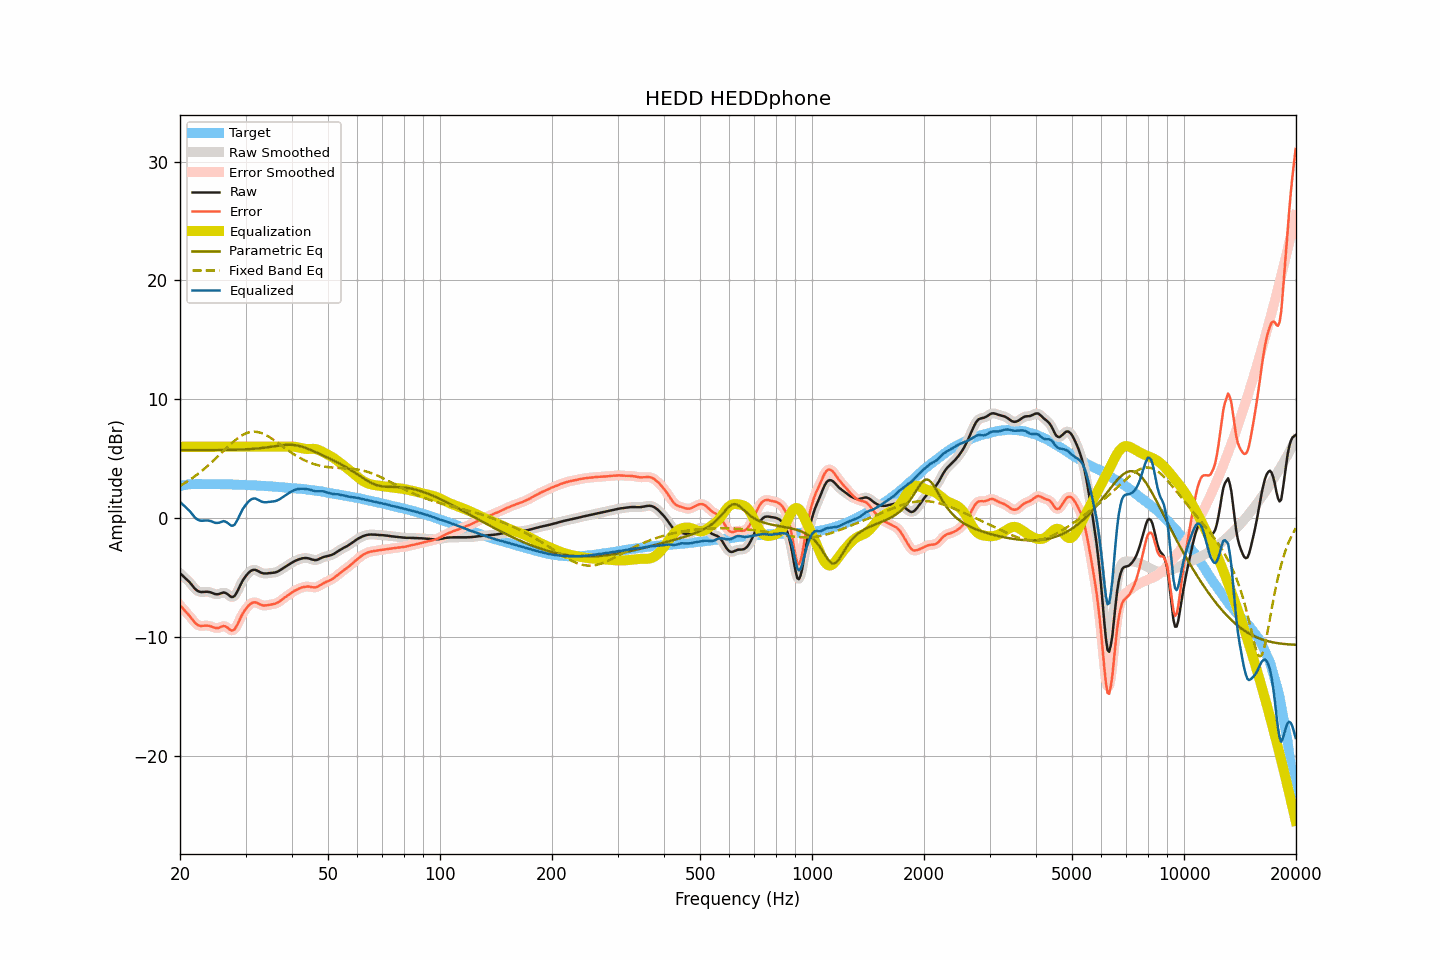 HEDD HEDDphone
Target
Raw Smoothed
Error Smoothed
Raw
Error
Equalization
Parametric Eq
Fixed Band Eq
Equalized
Amplitude (dBr)
30
20
10
0
−10
−20
20 50 100 200 500 1000 2000 5000 10000 20000
Frequency (Hz)